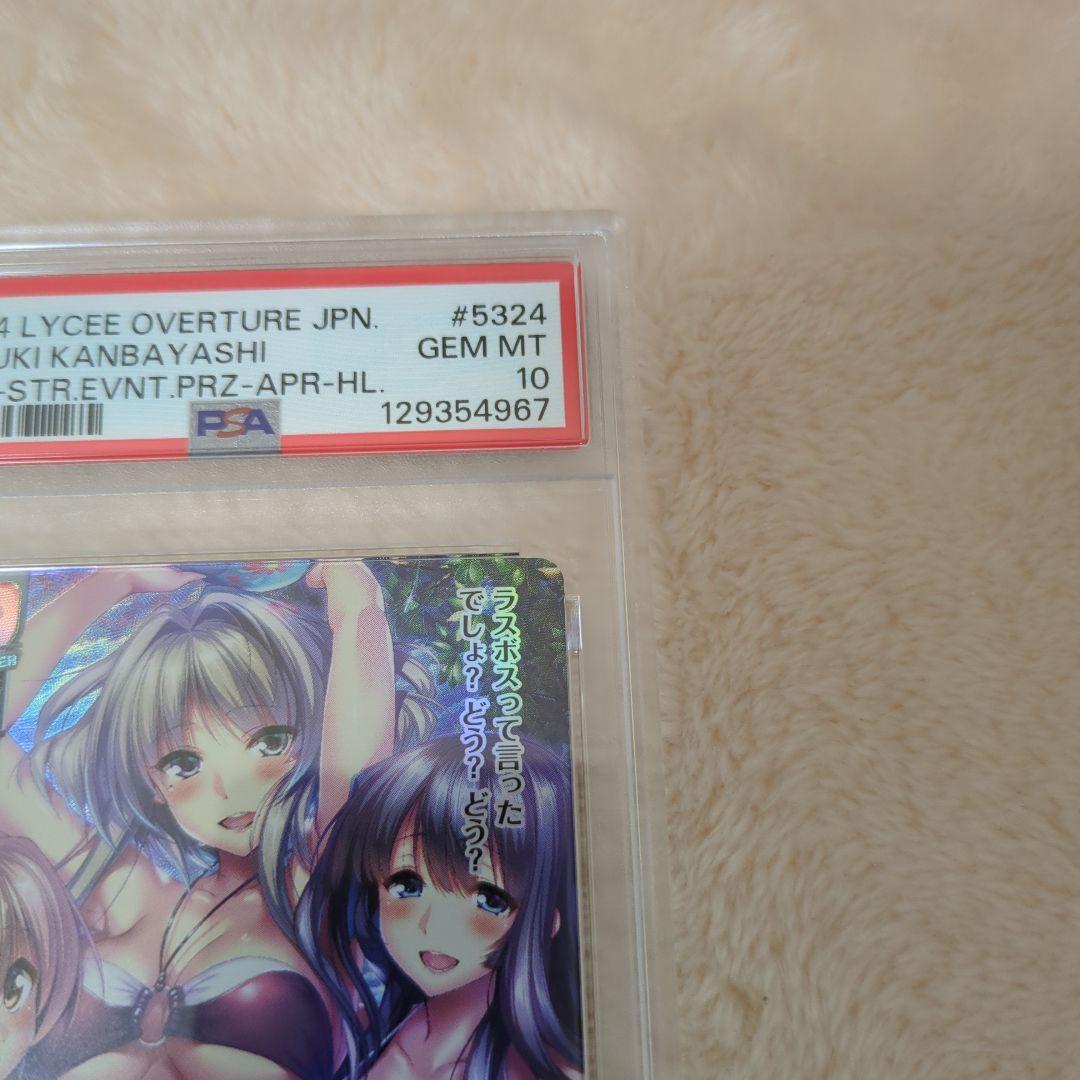 4 LYCEE OVERTURE JPN. #5324
UKI KANBAYASHI GEM MT
-STR.EVNT.PRZ-APR-HL. 10
PSA 129354967
ラスボスって言った
でしょ？どう？どう？